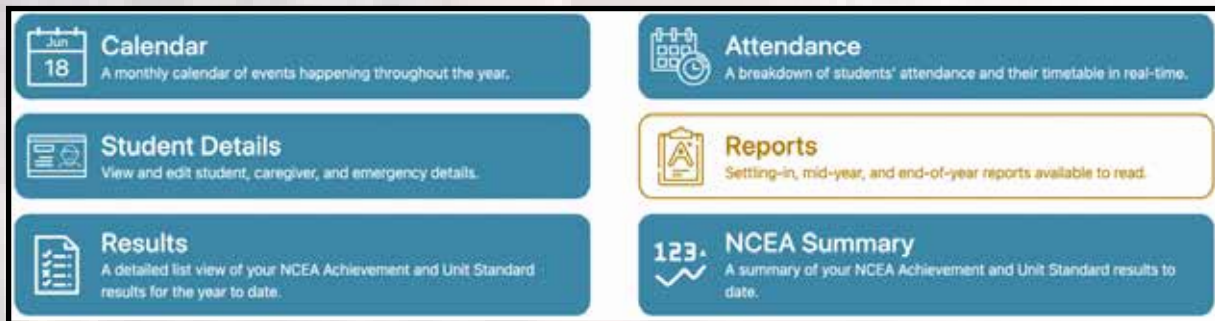 Jun
18
Calendar
A monthly calendar of events happening throughout the year.
Attendance
A breakdown of students' attendance and their timetable in real-time.
Student Details
View and edit student, caregiver, and emergency details.
A
Reports
Settling-in, mid-year, and end-of-year reports available to read.
Results
A detailed list view of your NCEA Achievement and Unit Standard
results for the year to date.
123
NCEA Summary
A summary of your NCEA Achievement and Unit Standard results to
date.